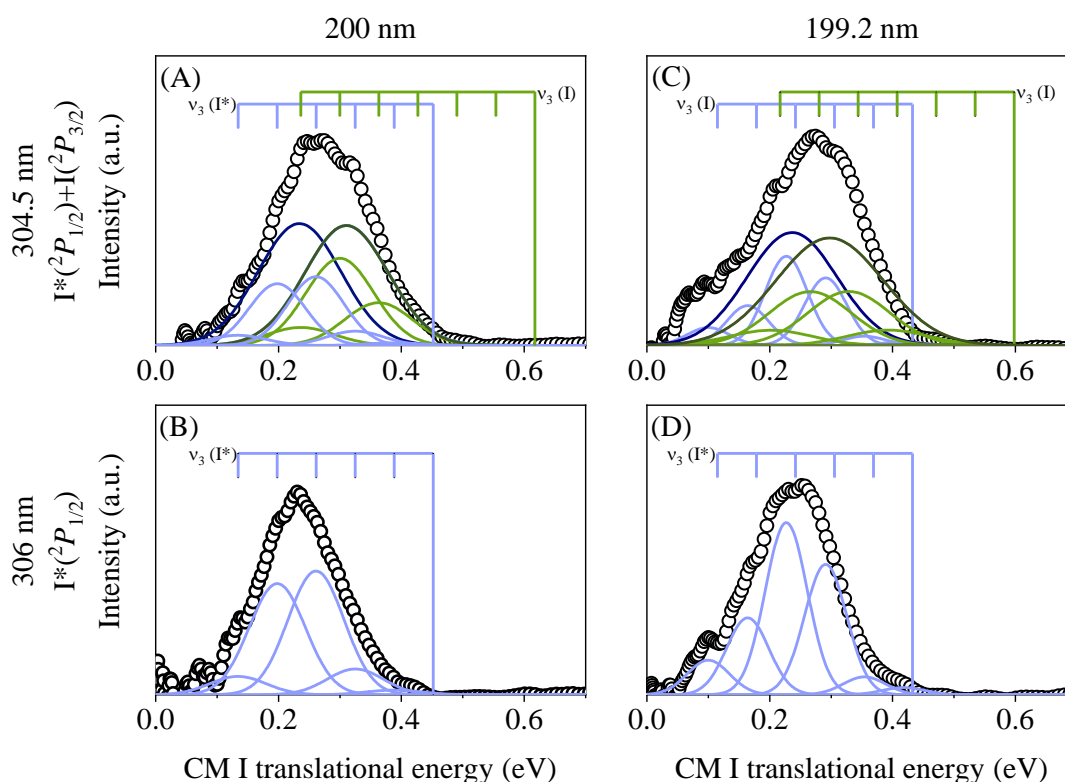 200 nm
199.2 nm
304.5 nm
I*(²P₁/₂)+I(²P₃/₂)
Intensity (a.u.)
(A)
ν₃ (I*)
ν₃ (I)
0.0 0.2 0.4 0.6
(C)
ν₃ (I)
ν₃ (I)
0.0 0.2 0.4 0.6
306 nm
I*(²P₁/₂)
Intensity (a.u.)
(B)
ν₃ (I*)
0.0 0.2 0.4 0.6
CM I translational energy (eV)
(D)
ν₃ (I*)
0.0 0.2 0.4 0.6
CM I translational energy (eV)